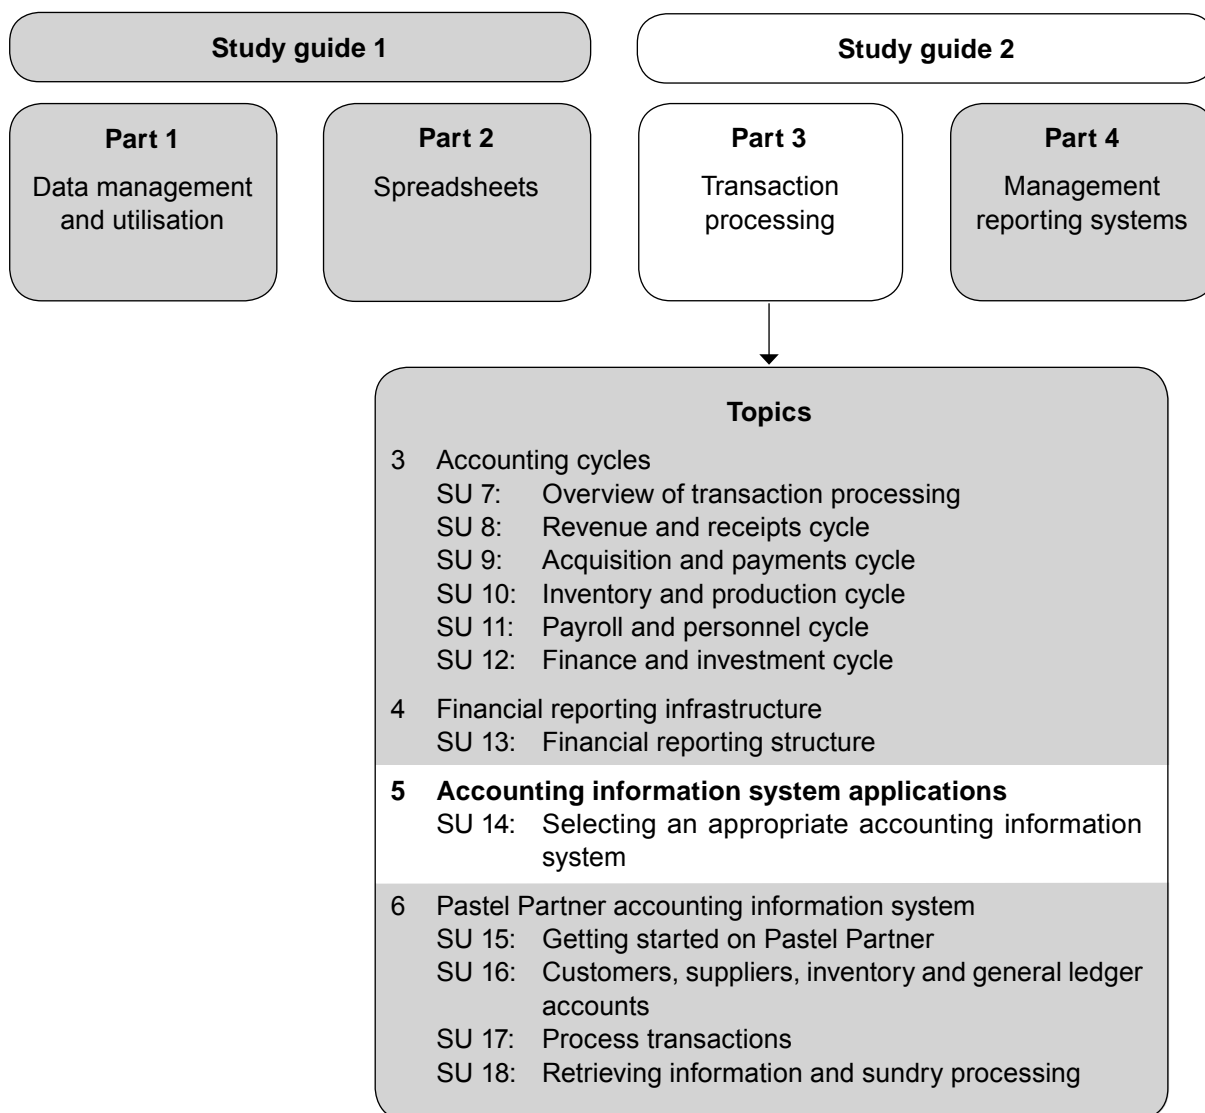 Study guide 1
Study guide 2
Part 1
Data management
and utilisation
Part 2
Spreadsheets
Part 3
Transaction
processing
Part 4
Management
reporting systems
Topics
3 Accounting cycles
SU 7: Overview of transaction processing
SU 8: Revenue and receipts cycle
SU 9: Acquisition and payments cycle
SU 10: Inventory and production cycle
SU 11: Payroll and personnel cycle
SU 12: Finance and investment cycle
4 Financial reporting infrastructure
SU 13: Financial reporting structure
5 Accounting information system applications
SU 14: Selecting an appropriate accounting information
system
6 Pastel Partner accounting information system
SU 15: Getting started on Pastel Partner
SU 16: Customers, suppliers, inventory and general ledger
accounts
SU 17: Process transactions
SU 18: Retrieving information and sundry processing